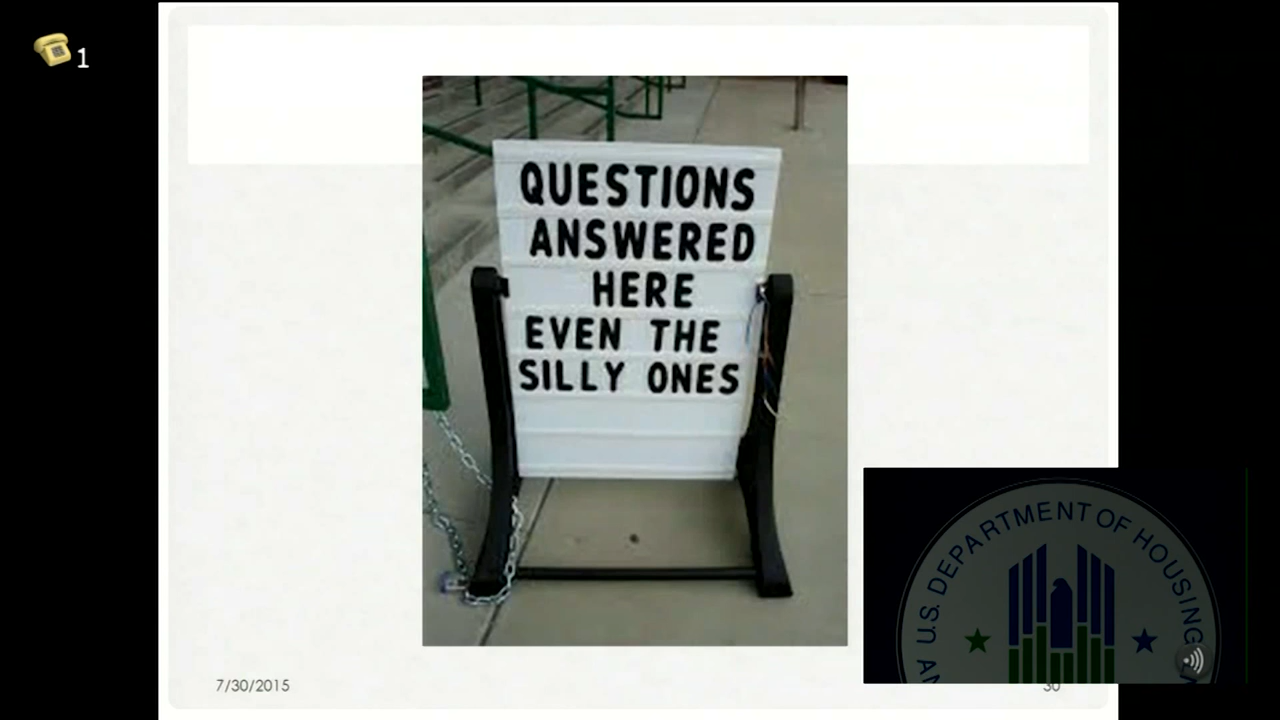 1
QUESTIONS
ANSWERED
HERE
EVEN THE
SILLY ONES
U.S. DEPARTMENT OF HOUSING
7/30/2015
30